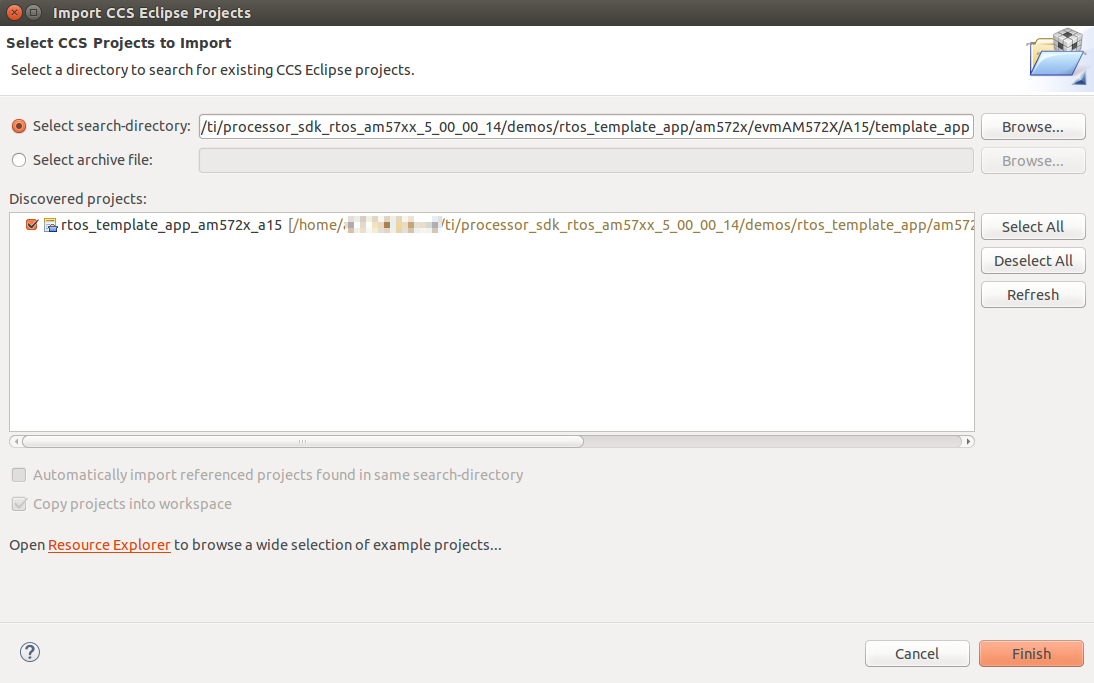 Import CCS Eclipse Projects
Select CCS Projects to Import
Select a directory to search for existing CCS Eclipse projects.
Select search-directory: /ti/processor_sdk_rtos_am57xx_5_00_00_14/demos/rtos_template_app/am572x/evmAM572X/A15/template_app Browse...
Select archive file: Browse...
Discovered projects:
rtos_template_app_am572x_a15 [/home/ /ti/processor_sdk_rtos_am57xx_5_00_00_14/demos/rtos_template_app/am572 Select All
Deselect All
Refresh
Automatically import referenced projects found in same search-directory
Copy projects into workspace
Open Resource Explorer to browse a wide selection of example projects...
? Cancel Finish